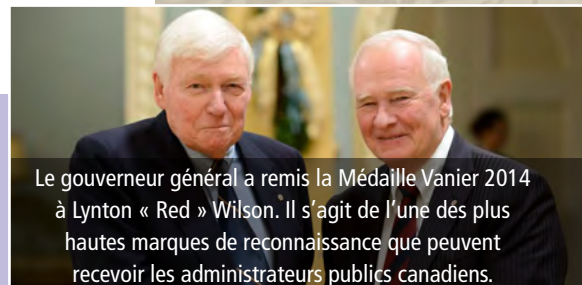 Le gouverneur général a remis la Médaille Vanier 2014
à Lynton « Red » Wilson. Il s’agit de l’une des plus
hautes marques de reconnaissance que peuvent
recevoir les administrateurs publics canadiens.